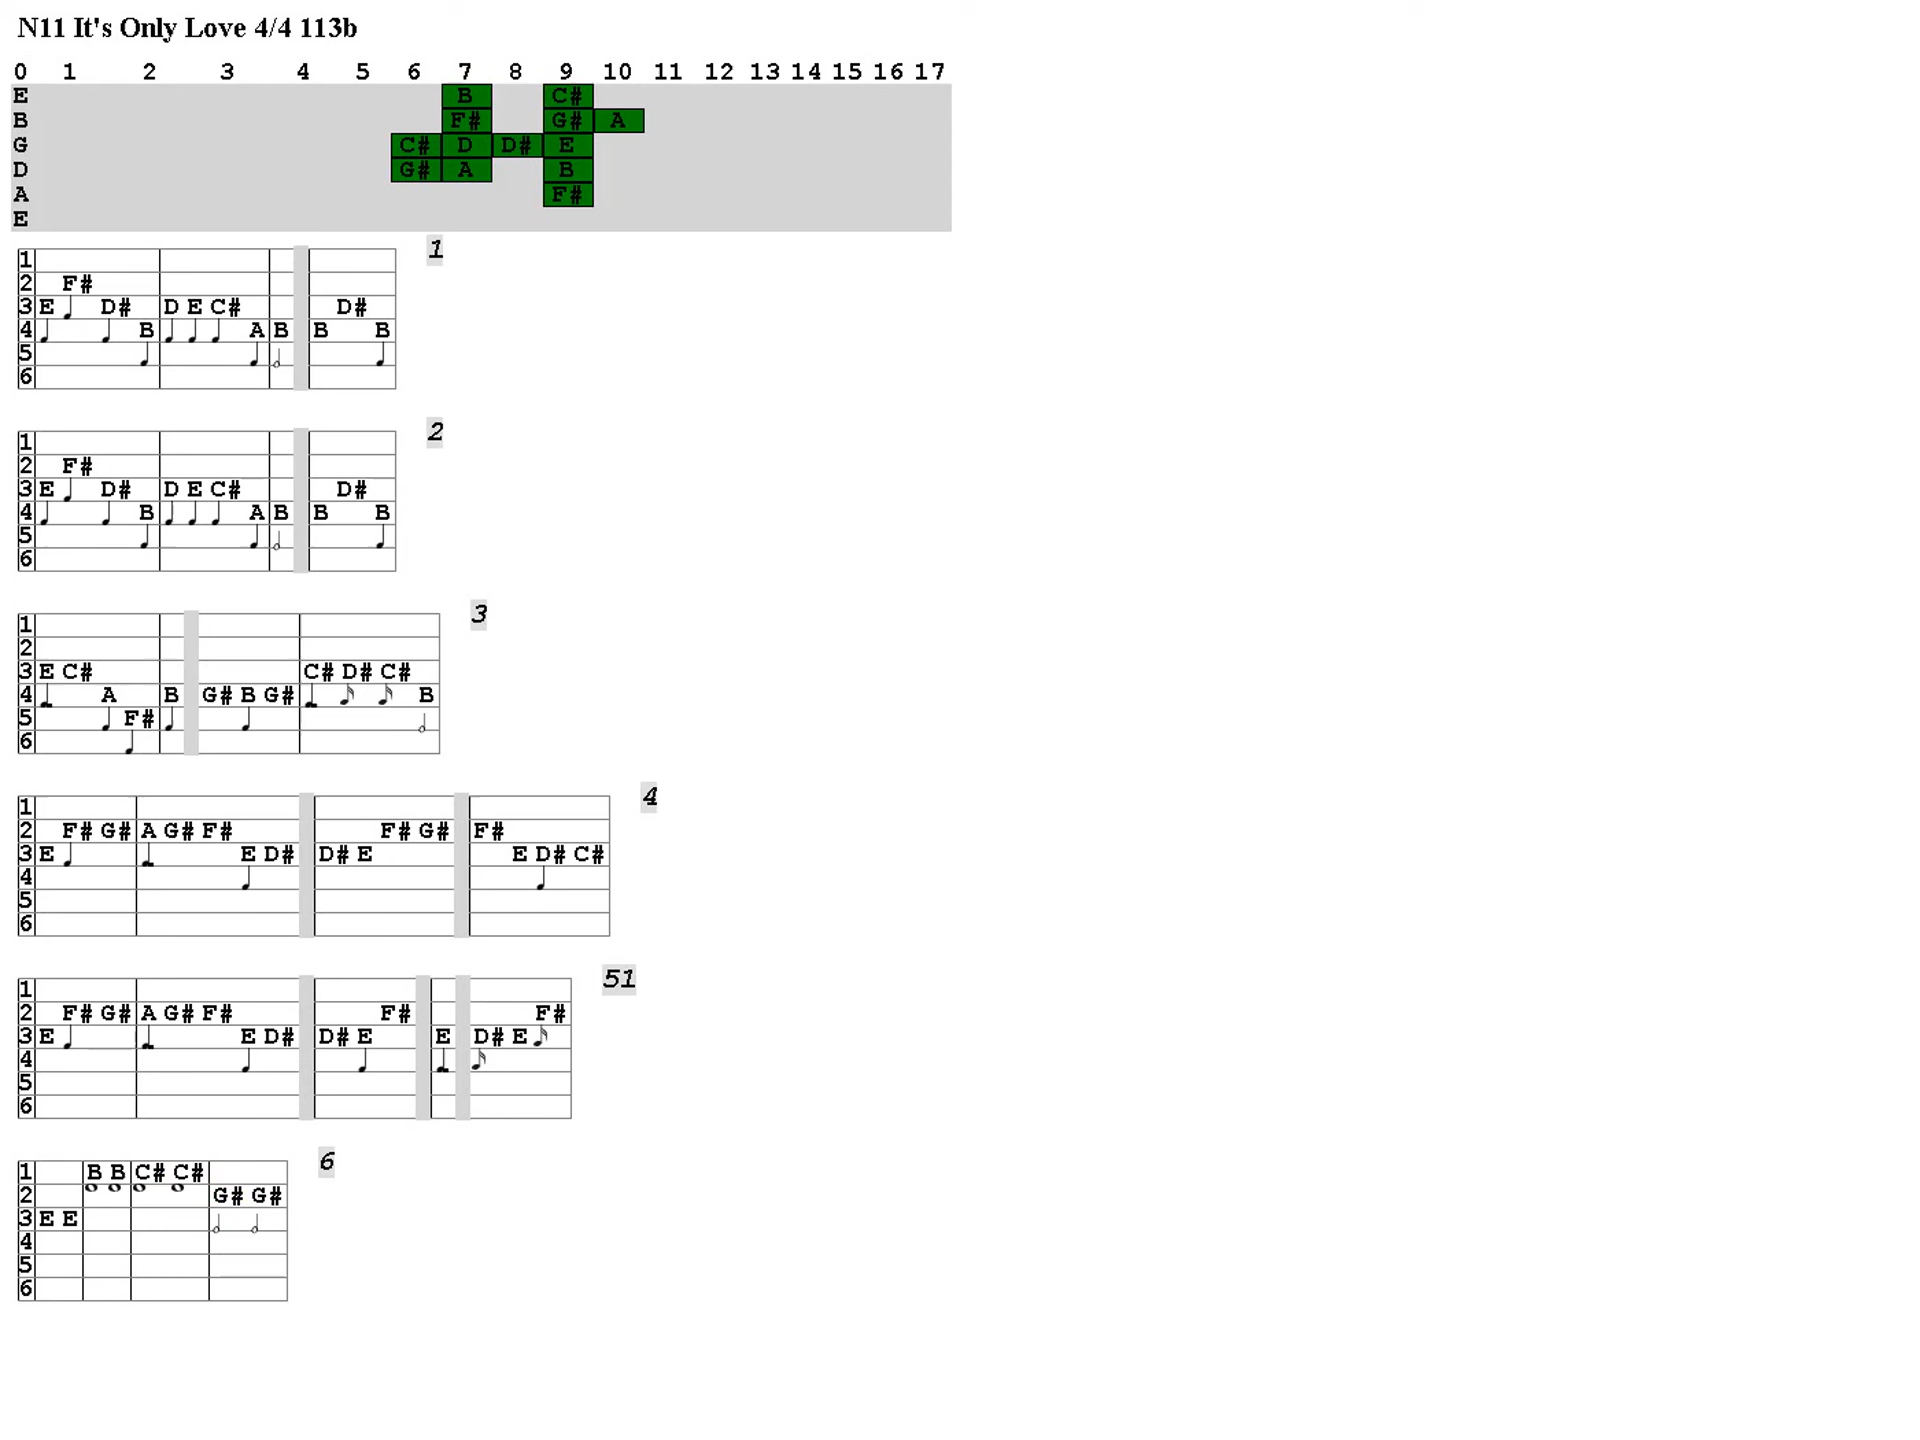 N11 It's Only Love 4/4 113b
0 1 2 3 4 5 6 7 8 9 10 11 12 13 14 15 16 17
E B C#
B F# G# A
G C# D D# E
D G# A B
A F#
E
1 1
2 F#
3 E D# D E C# D#
4 B A B B B
5
6
1 2
2 F#
3 E D# D E C# D#
4 B A B B B
5
6
1 3
2
3 E C# C# D# C#
4 A B G# B G# B
5 F#
6
1 4
2 F# G# A G# F# F# G# F#
3 E E D# D# E E D# C#
4
5
6
1 51
2 F# G# A G# F# F# F#
3 E E D# D# E E D# E
4
5
6
1 B B C# C# 6
2 G# G#
3 E E
4
5
6